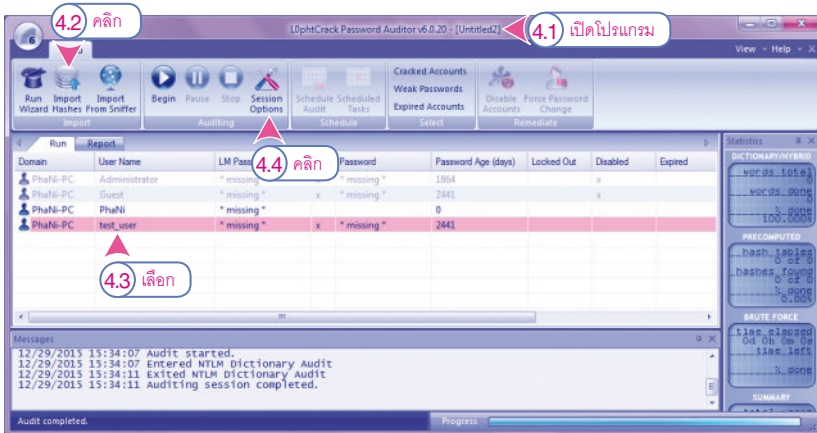 4.2 คลิก
L0phtCrack Password Auditor v6.0.20 - [Untitled2]
4.1 เปิดโปรแกรม
6
View Help X
Run Wizard
Import Hashes
Import From Sniffer
Import
Begin
Pause
Stop
Session Options
Auditing
Schedule Audit
Scheduled Tasks
Schedule
Cracked Accounts
Weak Passwords
Expired Accounts
Select
Disable Accounts
Force Password Change
Remediate
4.4 คลิก
Run Report
Domain User Name LM Pass Password Password Age (days) Locked Out Disabled Expired
PhaNi-PC Administrator * missing * x * missing * 1864 x
PhaNi-PC Guest * missing * x * missing * 2441 x
PhaNi-PC PhaNi * missing * 0
PhaNi-PC test_user * missing * x * missing * 2441
4.3 เลือก
Statistics
DICTIONARY/HYBRID
words total
0
words done
0
% done
100.000%
PRECOMPUTED
hash tables
0 of 0
hashes found
0 of 0
% done
0.00%
BRUTE FORCE
time elapsed
0d 0h 0m 0s
time left
% done
SUMMARY
Messages
12/29/2015 15:34:07 Audit started.
12/29/2015 15:34:07 Entered NTLM Dictionary Audit
12/29/2015 15:34:11 Exited NTLM Dictionary Audit
12/29/2015 15:34:11 Auditing session completed.
Audit completed.
Progress